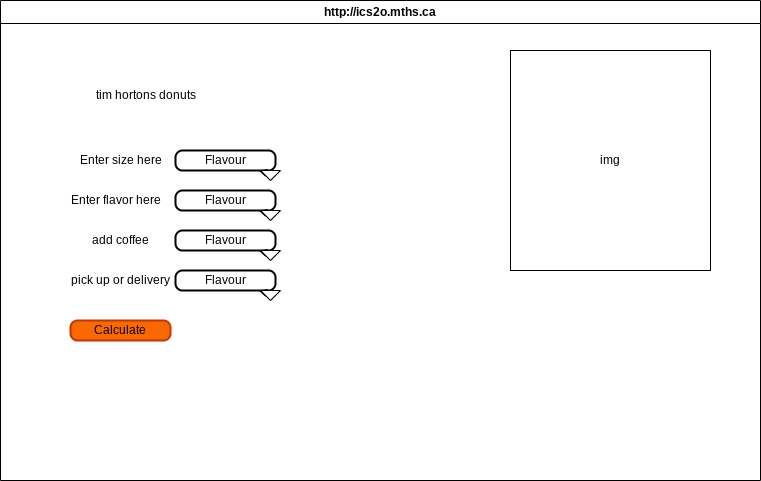 http://ics2o.mths.ca
tim hortons donuts
img
Enter size here Flavour
Enter flavor here Flavour
add coffee Flavour
pick up or delivery Flavour
Calculate